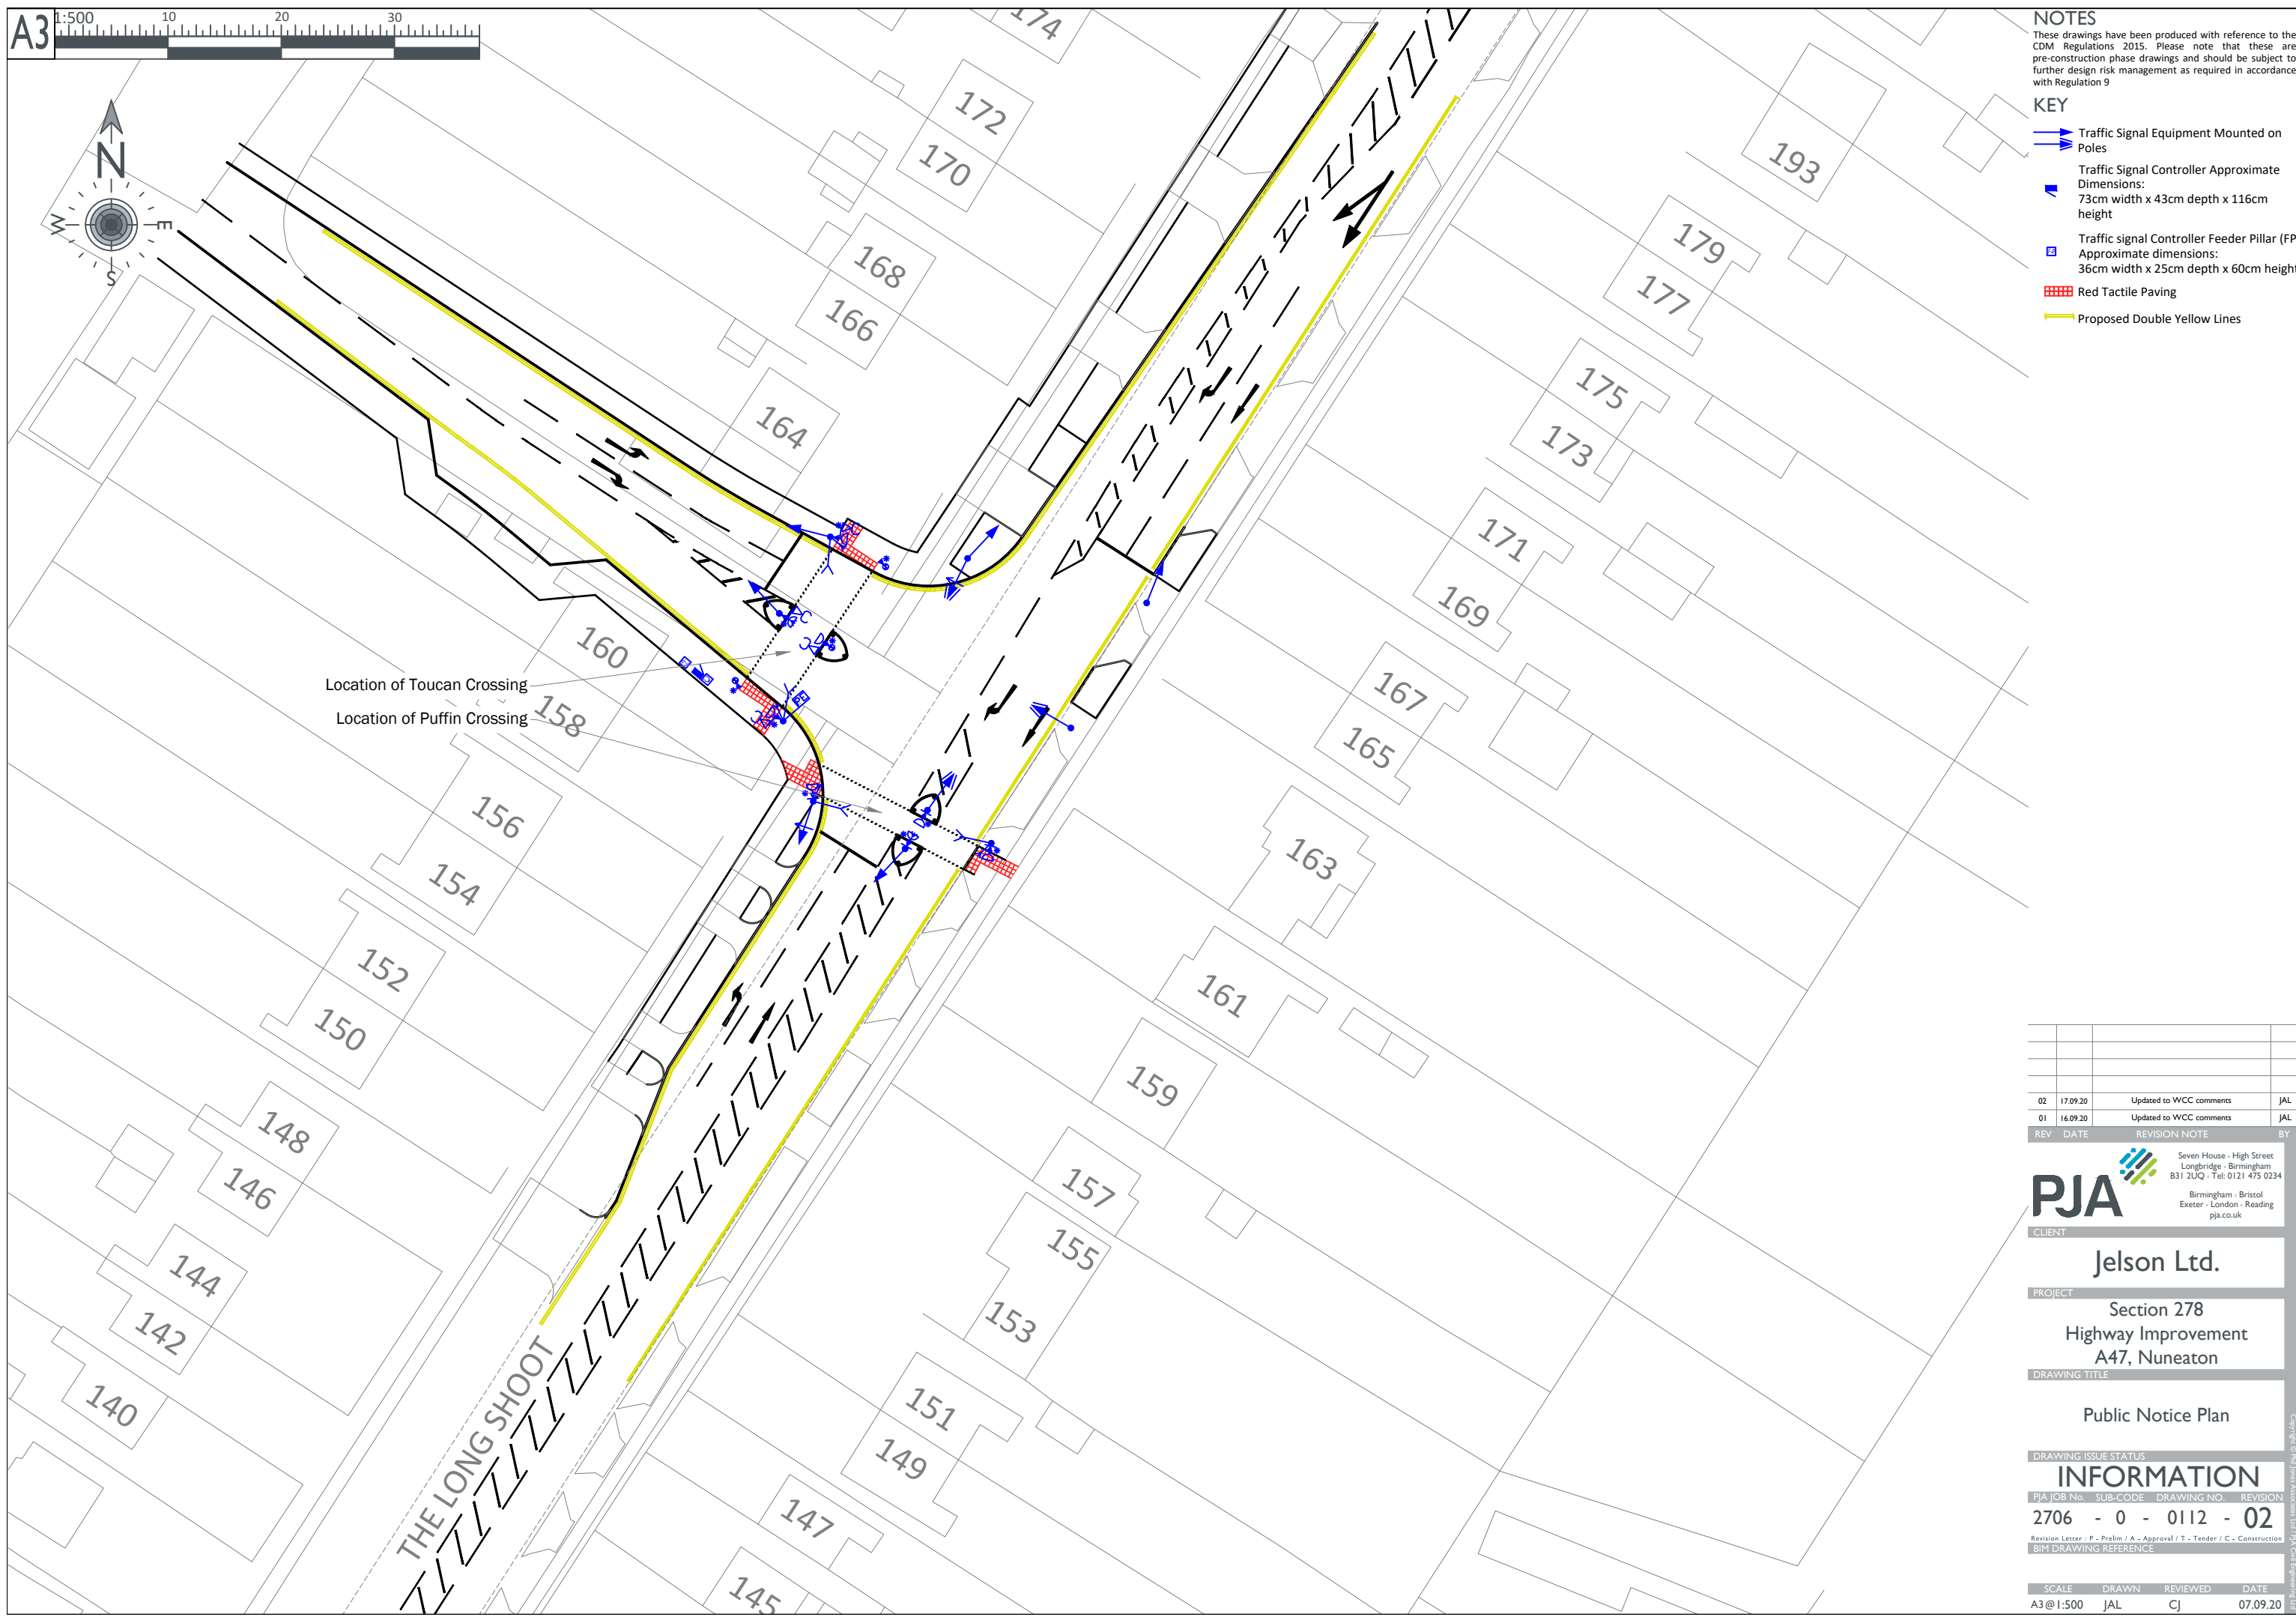 A3
1:500
10
20
30
N
E
S
W
174
172
170
168
166
164
160
158
156
154
152
150
148
146
144
142
140
193
179
177
175
173
171
169
167
165
163
161
159
157
155
153
151
149
147
145
Location of Toucan Crossing
Location of Puffin Crossing
THE LONG SHOOT
NOTES
These drawings have been produced with reference to the
CDM Regulations 2015. Please note that these are
pre-construction phase drawings and should be subject to
further design risk management as required in accordance
with Regulation 9
KEY
Traffic Signal Equipment Mounted on
Poles
Traffic Signal Controller Approximate
Dimensions:
73cm width x 43cm depth x 116cm
height
Traffic signal Controller Feeder Pillar (FP
Approximate dimensions:
36cm width x 25cm depth x 60cm height
Red Tactile Paving
Proposed Double Yellow Lines
02 17.09.20 Updated to WCC comments JAL
01 16.09.20 Updated to WCC comments JAL
REV DATE REVISION NOTE BY
PJA
Seven House - High Street
Longbridge - Birmingham
B31 2UQ - Tel: 0121 475 0234
Birmingham - Bristol
Exeter - London - Reading
pja.co.uk
CLIENT
Jelson Ltd.
PROJECT
Section 278
Highway Improvement
A47, Nuneaton
DRAWING TITLE
Public Notice Plan
DRAWING ISSUE STATUS
INFORMATION
PJA JOB No. SUB-CODE DRAWING NO. REVISION
2706 - 0 - 0112 - 02
Revision Letter : P - Prelim / A - Approval / T - Tender / C - Construction
BIM DRAWING REFERENCE
SCALE DRAWN REVIEWED DATE
A3@1:500 JAL CJ 07.09.20